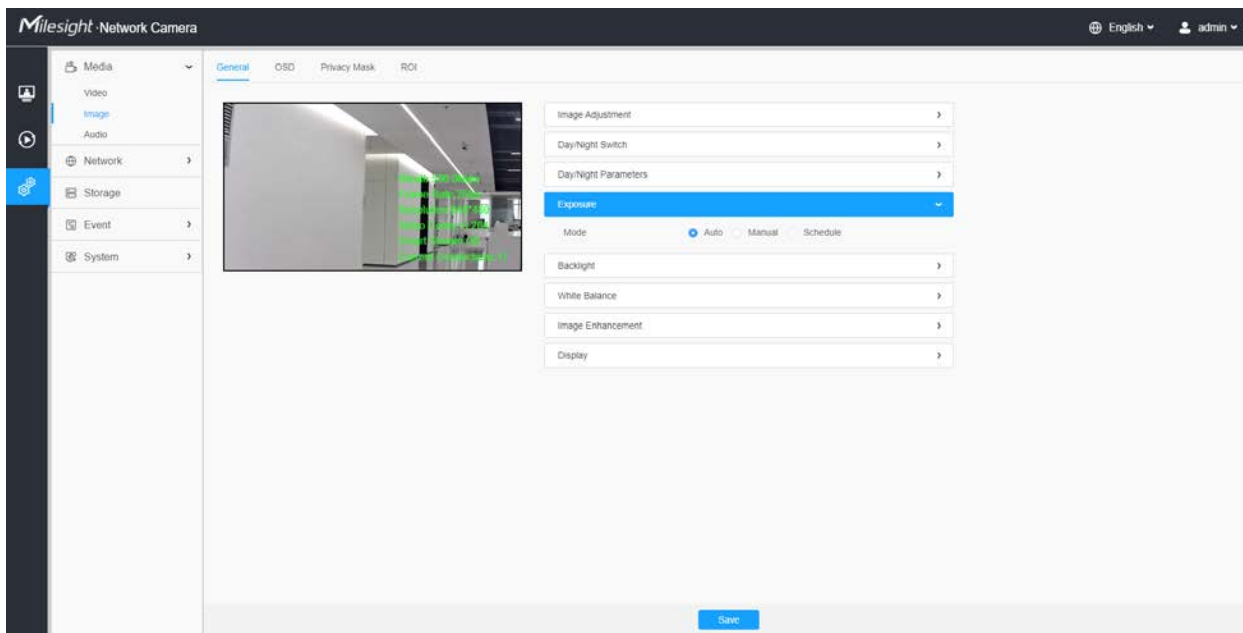 Milesight · Network Camera
English
admin
Media
Video
Image
Audio
Network
Storage
Event
System
General OSD Privacy Mask ROI
Image Adjustment
Day/Night Switch
Day/Night Parameters
Exposure
Mode Auto Manual Schedule
Backlight
White Balance
Image Enhancement
Display
Save